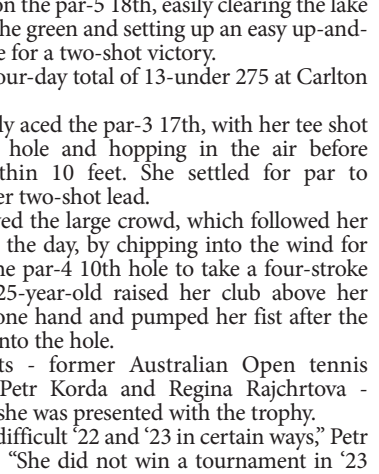 on the par-5 18th, easily clearing the lake
he green and setting up an easy up-and-
e for a two-shot victory.
our-day total of 13-under 275 at Carlton
ly aced the par-3 17th, with her tee shot
hole and hopping in the air before
thin 10 feet. She settled for par to
er two-shot lead.
ved the large crowd, which followed her
the day, by chipping into the wind for
he par-4 10th hole to take a four-stroke
25-year-old raised her club above her
one hand and pumped her fist after the
nto the hole.
ts - former Australian Open tennis
Petr Korda and Regina Rajchrtova -
she was presented with the trophy.
difficult ‘22 and ‘23 in certain ways,” Petr
“She did not win a tournament in ‘23